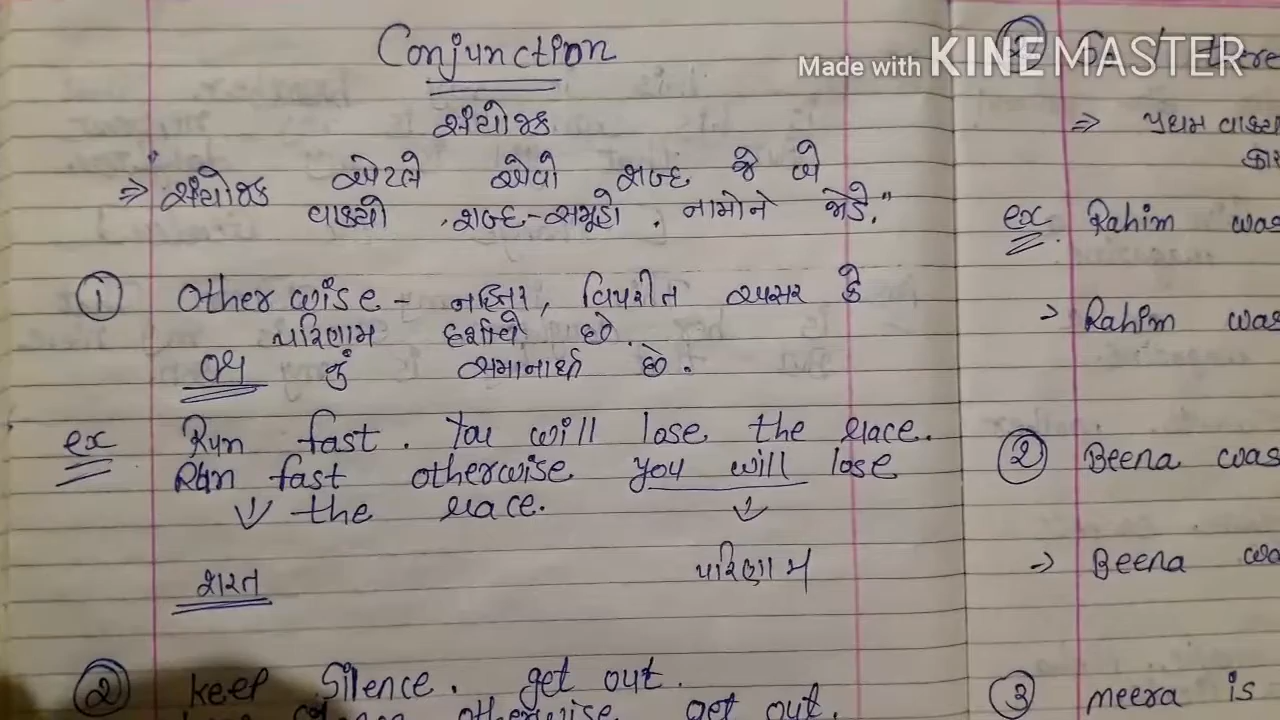 Conjunction
સંયોજક
⇒ સંયોજક એટલે એવો શબ્દ જે બે
વાક્યો, શબ્દ-સમૂહો, નામોને જોડે."
① Otherwise - નહિતર, વિપરીત અસર કે
પરિણામ દર્શાવે છે.
નું સમાનાર્થી છે.
ex Run fast. You will lose the race.
Run fast otherwise you will lose
the race.
શરત પરિણામ
② keep Silence. get out.
otherwise get out.
Made with KINEMASTER
⇒ પ્રથમ વાક્ય
ex Rahim was
→ Rahim was
② Beena was
→ Beena wa
③ meera is